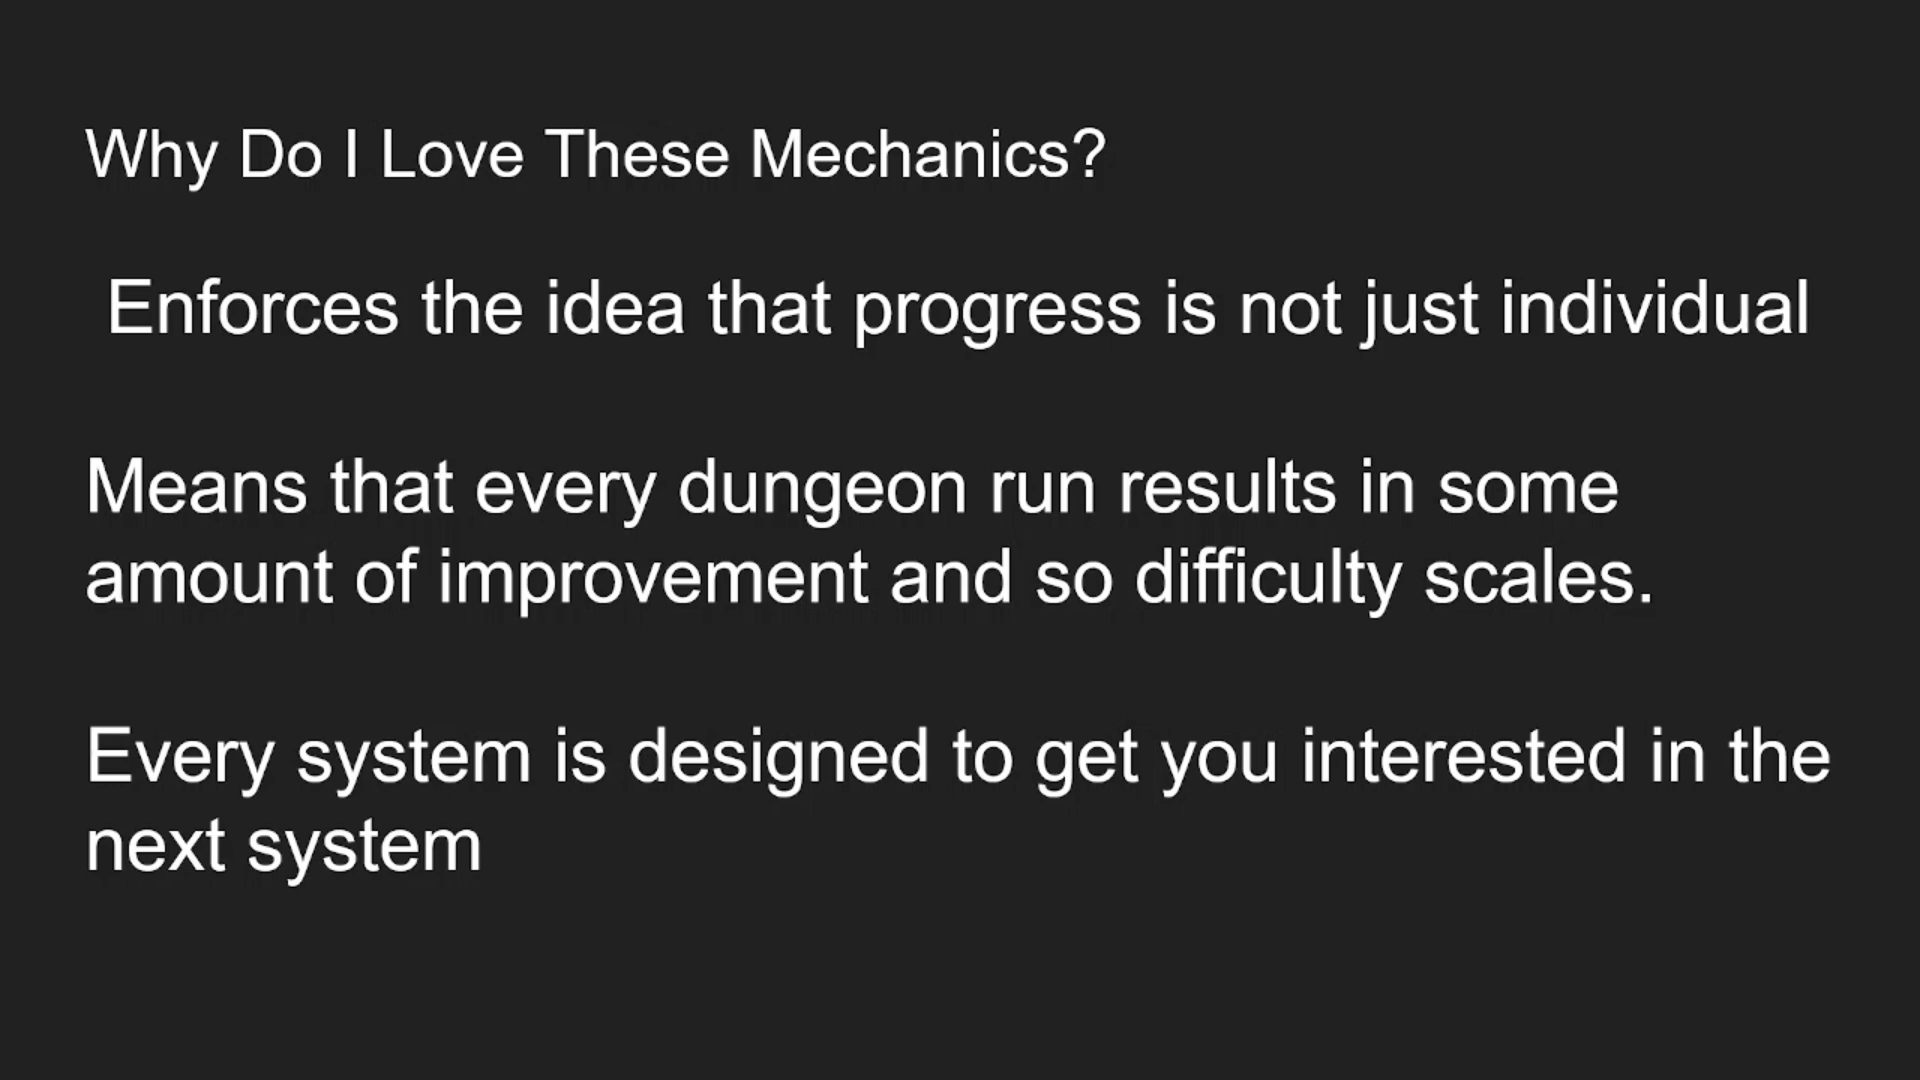 Why Do I Love These Mechanics?
Enforces the idea that progress is not just individual
Means that every dungeon run results in some
amount of improvement and so difficulty scales.
Every system is designed to get you interested in the
next system